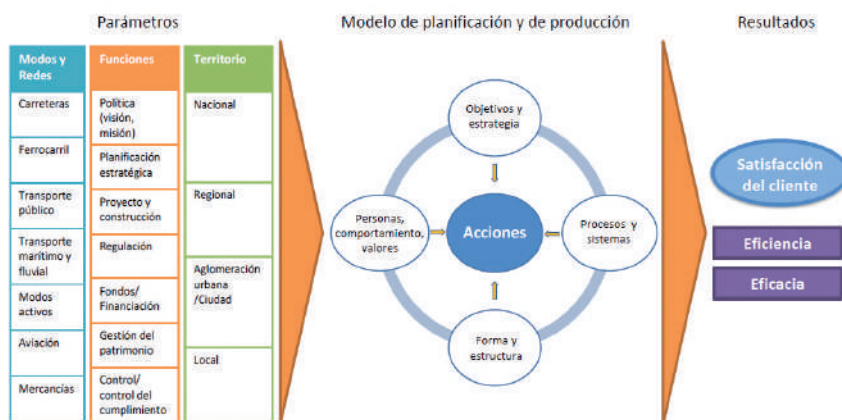 Parámetros
Modelo de planificación y de producción
Resultados
Modos y
Redes
Carreteras
Ferrocarril
Transporte
público
Transporte
marítimo y
fluvial
Modos
activos
Aviación
Mercancías
Funciones
Política
(visión,
misión)
Planificación
estratégica
Proyecto y
construcción
Regulación
Fondos/
Financiación
Gestión del
patrimonio
Control/
control del
cumplimiento
Territorio
Nacional
Regional
Aglomeración
urbana
/Ciudad
Local
Objetivos y
estrategia
Personas,
comportamiento,
valores
Acciones
Procesos y
sistemas
Forma y
estructura
Satisfacción
del cliente
Eficiencia
Eficacia